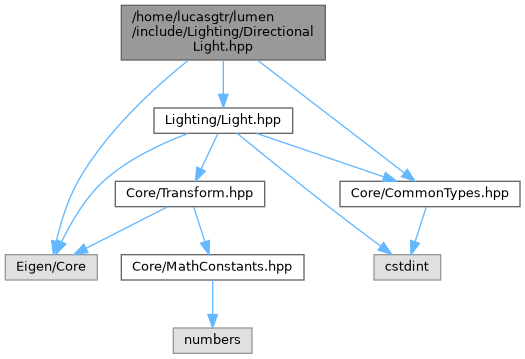 /home/lucasgtr/lumen
/include/Lighting/Directional
Light.hpp
Lighting/Light.hpp
Core/Transform.hpp
Core/CommonTypes.hpp
Eigen/Core
Core/MathConstants.hpp
cstdint
numbers